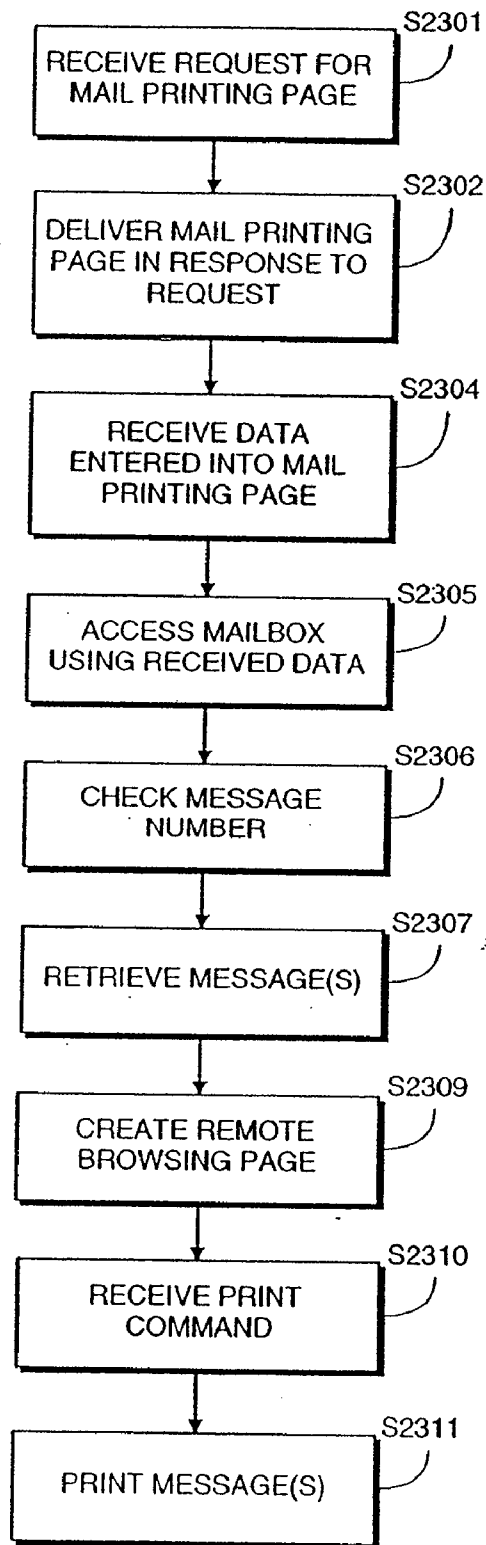 S2301
RECEIVE REQUEST FOR
MAIL PRINTING PAGE
S2302
DELIVER MAIL PRINTING
PAGE IN RESPONSE TO
REQUEST
S2304
RECEIVE DATA
ENTERED INTO MAIL
PRINTING PAGE
S2305
ACCESS MAILBOX
USING RECEIVED DATA
S2306
CHECK MESSAGE
NUMBER
S2307
RETRIEVE MESSAGE(S)
S2309
CREATE REMOTE
BROWSING PAGE
S2310
RECEIVE PRINT
COMMAND
S2311
PRINT MESSAGE(S)